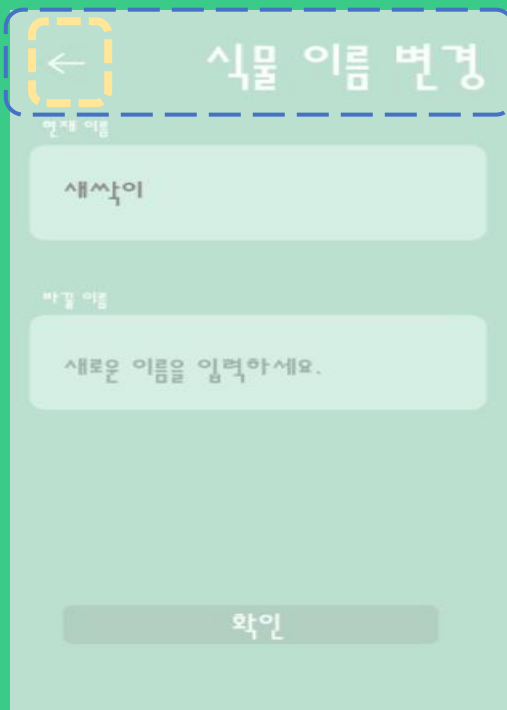 식물 이름 변경
현재 이름
새싹이
바꿀 이름
새로운 이름을 입력하세요.
확인